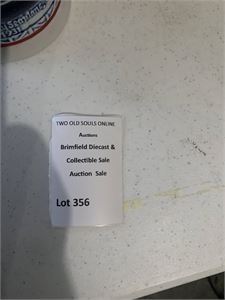 TWO OLD SOULS ONLINE
Auctions
Brimfield Diecast &
Collectible Sale
Auction Sale
Lot 356